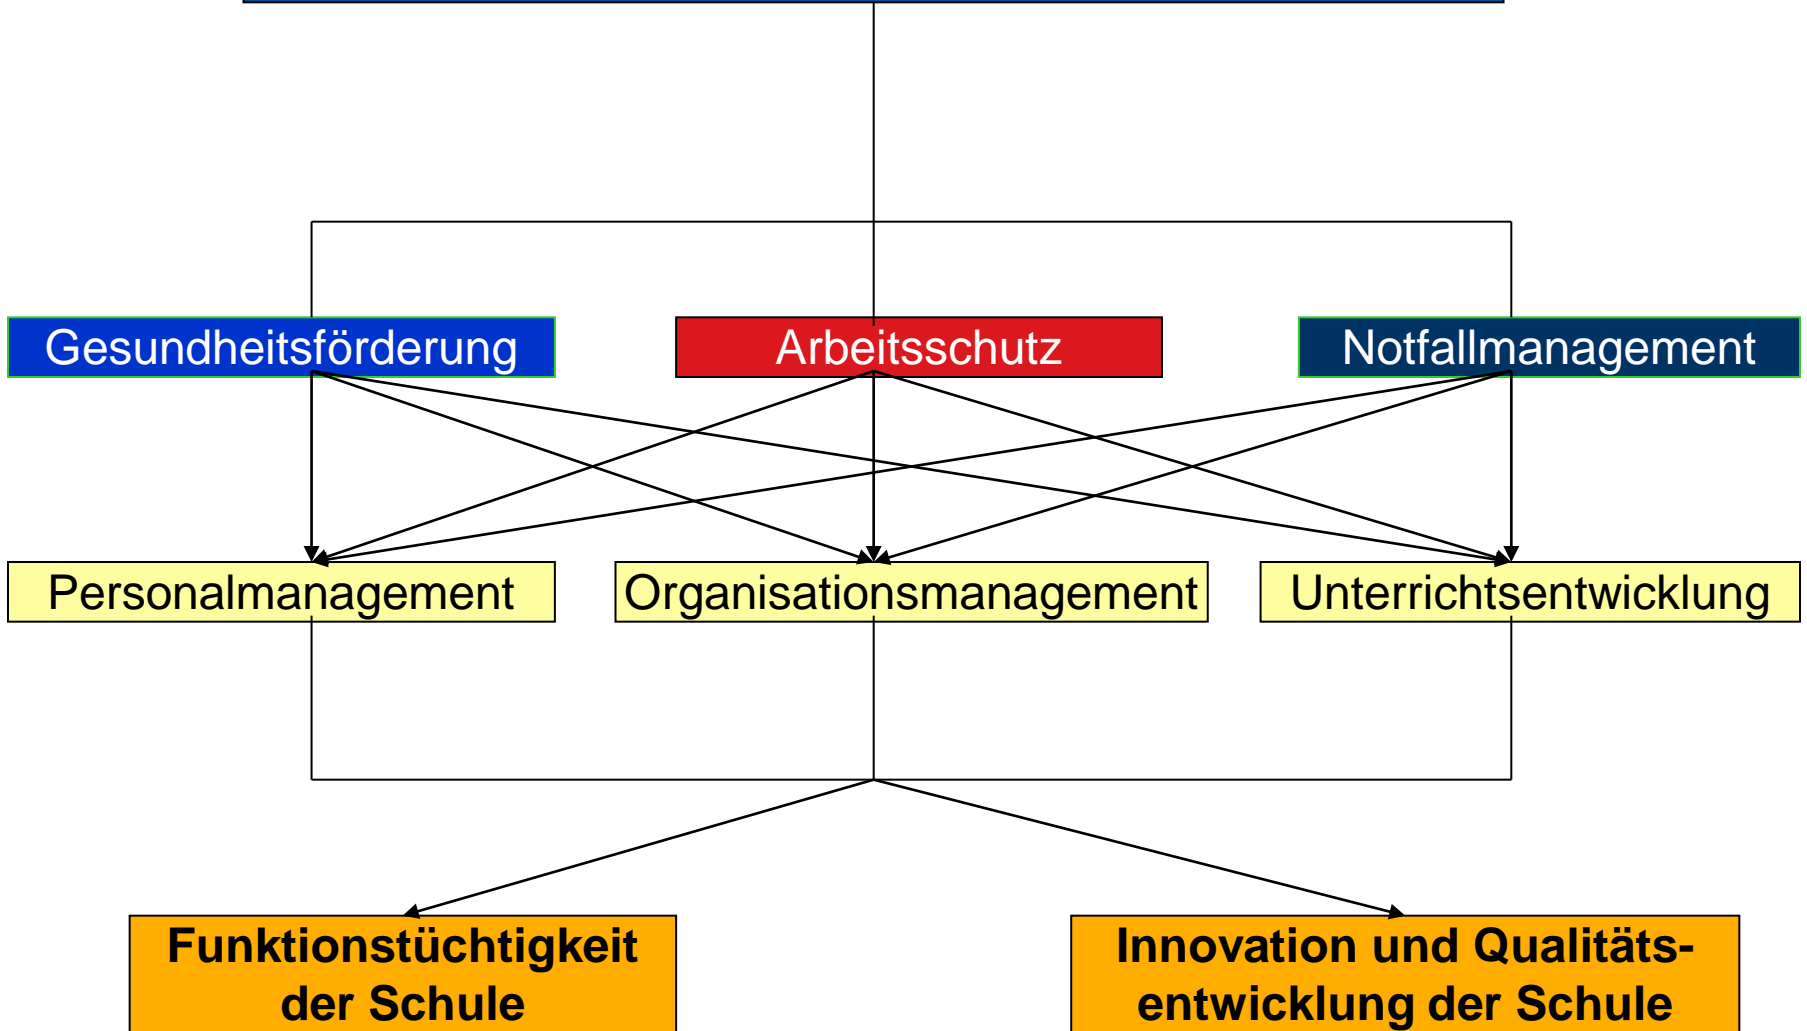 Gesundheitsförderung
Arbeitsschutz
Notfallmanagement
Personalmanagement
Organisationsmanagement
Unterrichtsentwicklung
Funktionstüchtigkeit
der Schule
Innovation und Qualitäts-
entwicklung der Schule